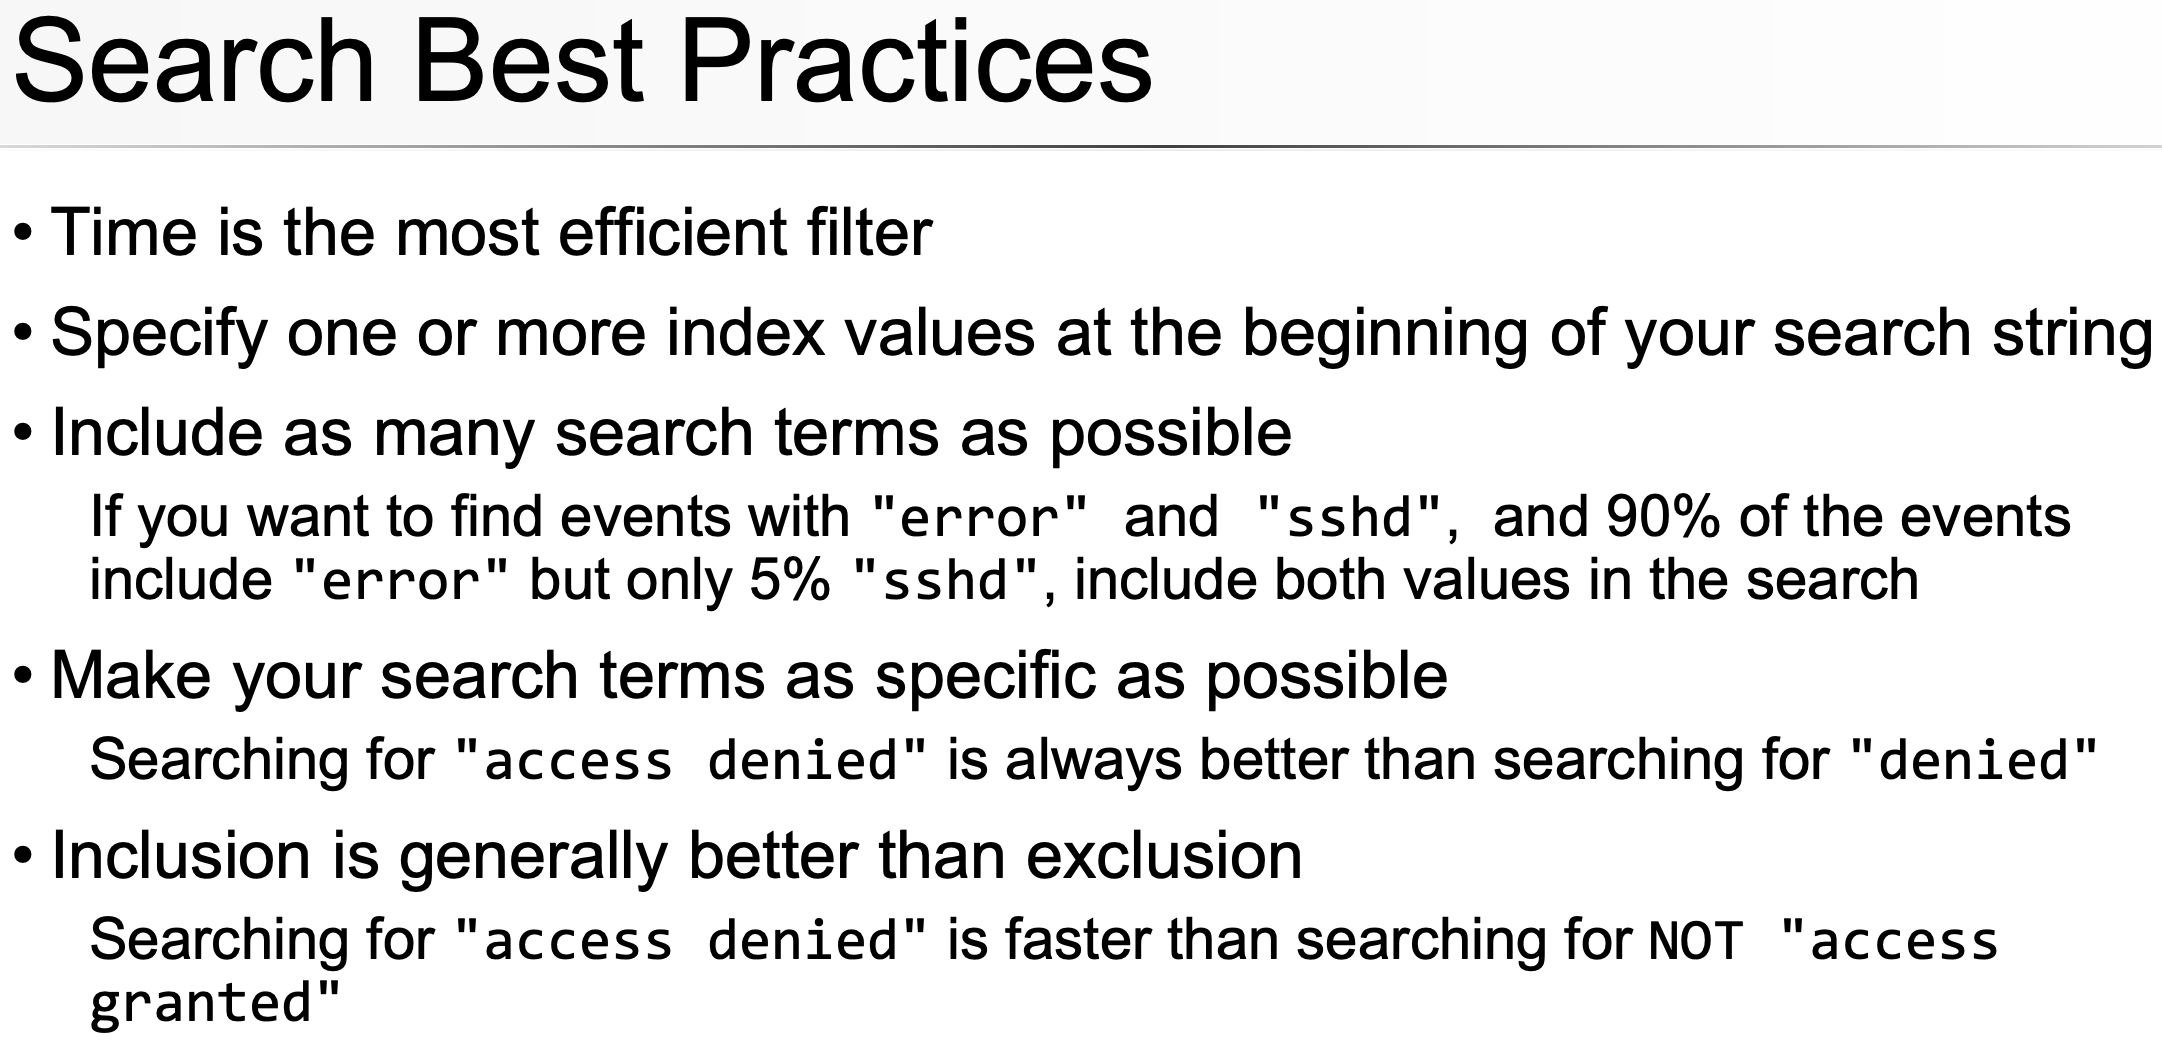 Search Best Practices
• Time is the most efficient filter
• Specify one or more index values at the beginning of your search string
• Include as many search terms as possible
If you want to find events with "error" and "sshd", and 90% of the events
include "error" but only 5% "sshd", include both values in the search
• Make your search terms as specific as possible
Searching for "access denied" is always better than searching for "denied"
• Inclusion is generally better than exclusion
Searching for "access denied" is faster than searching for NOT "access
granted"